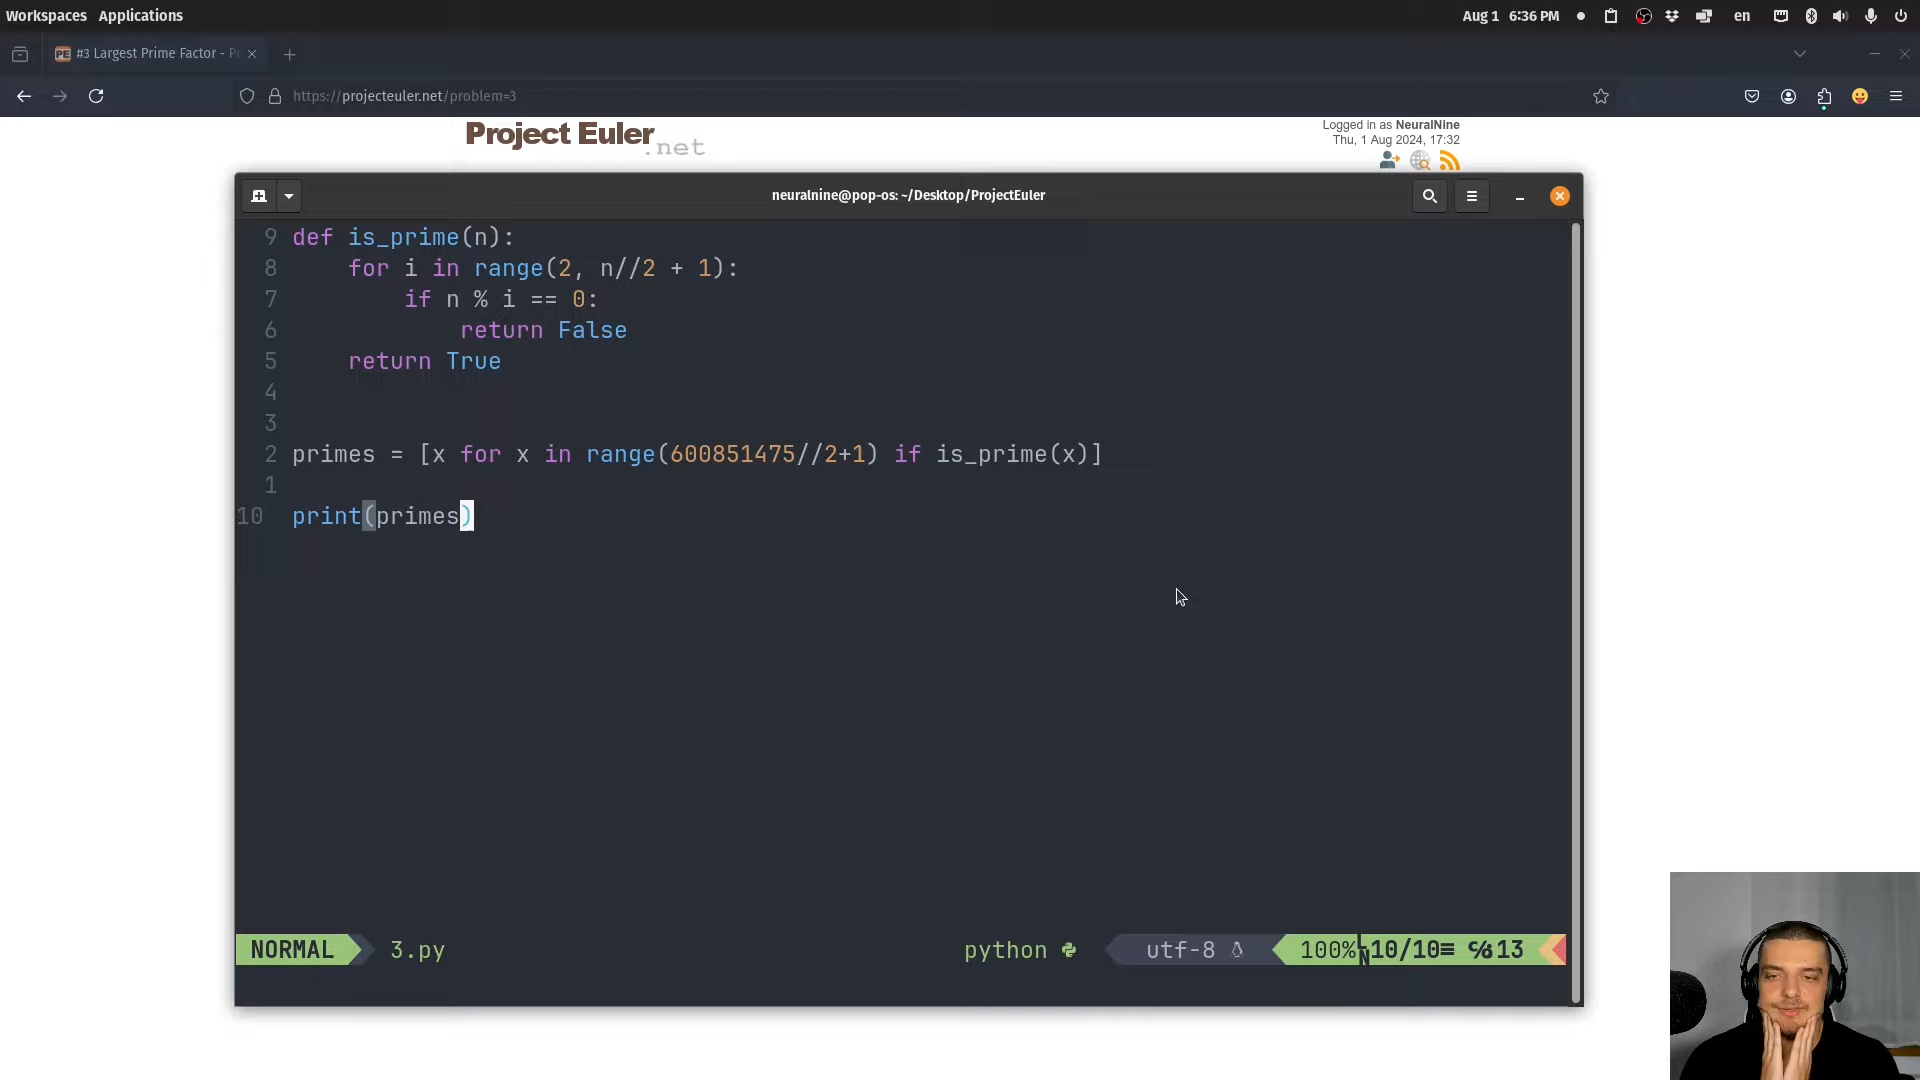 Workspaces Applications
Aug 1 6:36 PM
en
#3 Largest Prime Factor - P
https://projecteuler.net/problem=3
Project Euler
.net
Logged in as NeuralNine
Thu, 1 Aug 2024, 17:32
neuralnine@pop-os: ~/Desktop/ProjectEuler
9 def is_prime(n):
8 for i in range(2, n//2 + 1):
7 if n % i == 0:
6 return False
5 return True
4
3
2 primes = [x for x in range(600851475//2+1) if is_prime(x)]
1
10 print(primes)
NORMAL 3.py python utf-8 100% 10/10 13